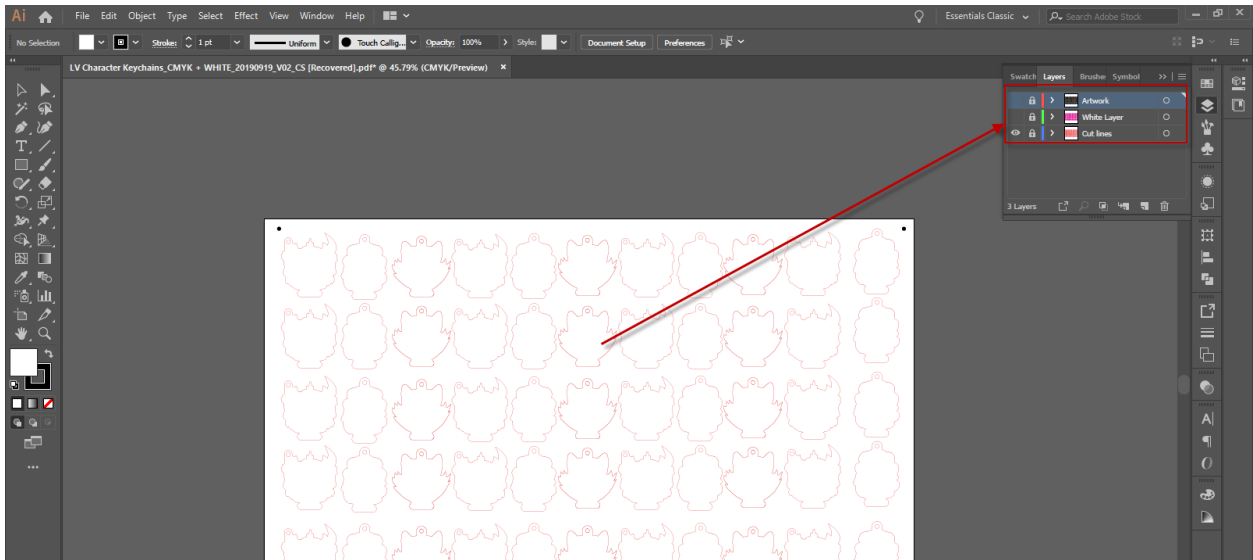 Ai File Edit Object Type Select Effect View Window Help Essentials Classic Search Adobe Stock
No Selection Stroke: 1 pt Uniform Touch Callig... Opacity: 100% Style: Document Setup Preferences
LV Character Keychains_CMYK + WHITE_20190919_V02_CS [Recovered].pdf* @ 45.79% (CMYK/Preview) ×
Swatch Layers Brushe Symbol
Artwork
White Layer
Cut lines
3 Layers